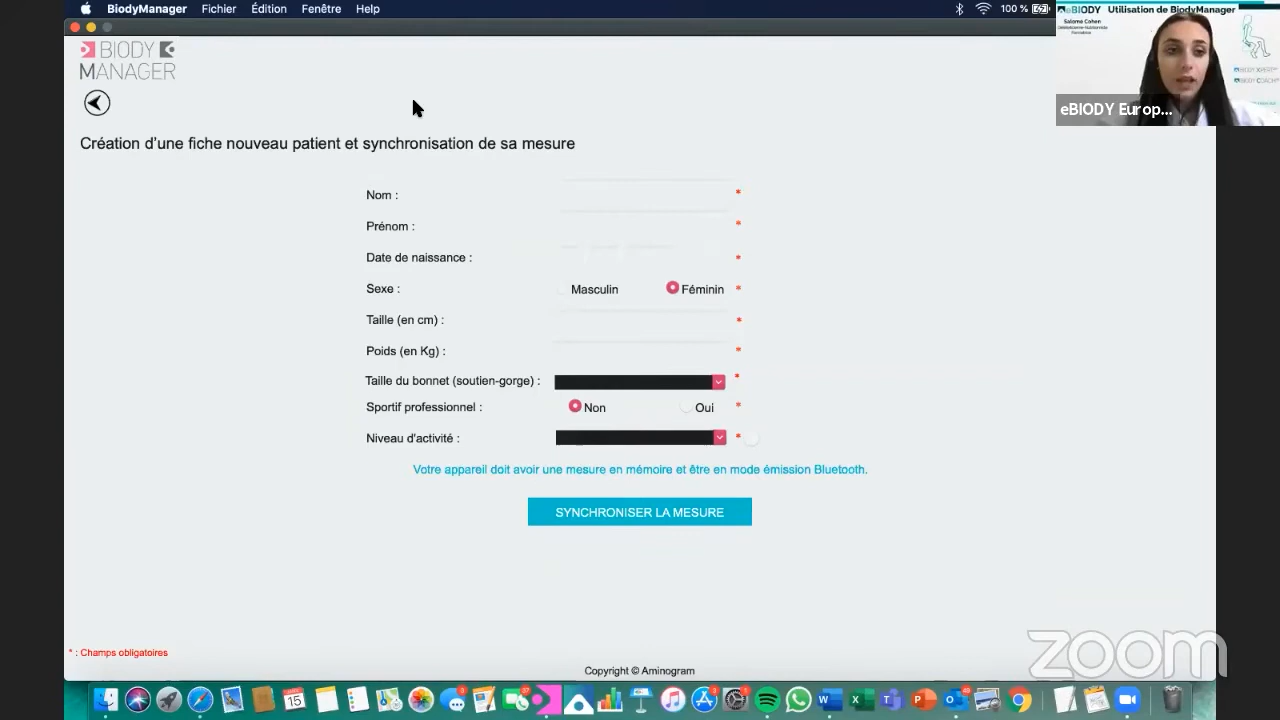 BiodyManager Fichier Édition Fenêtre Help 100 %
BIODY
MANAGER
eBIODY Utilisation de BiodyManager
Salomé Cohen
eBIODY Europ...
Création d'une fiche nouveau patient et synchronisation de sa mesure
Nom : *
Prénom : *
Date de naissance : *
Sexe : Masculin Féminin *
Taille (en cm) : *
Poids (en Kg) : *
Taille du bonnet (soutien-gorge) : *
Sportif professionnel : Non Oui *
Niveau d'activité : *
Votre appareil doit avoir une mesure en mémoire et être en mode émission Bluetooth.
SYNCHRONISER LA MESURE
* : Champs obligatoires
Copyright © Aminogram
zoom
15